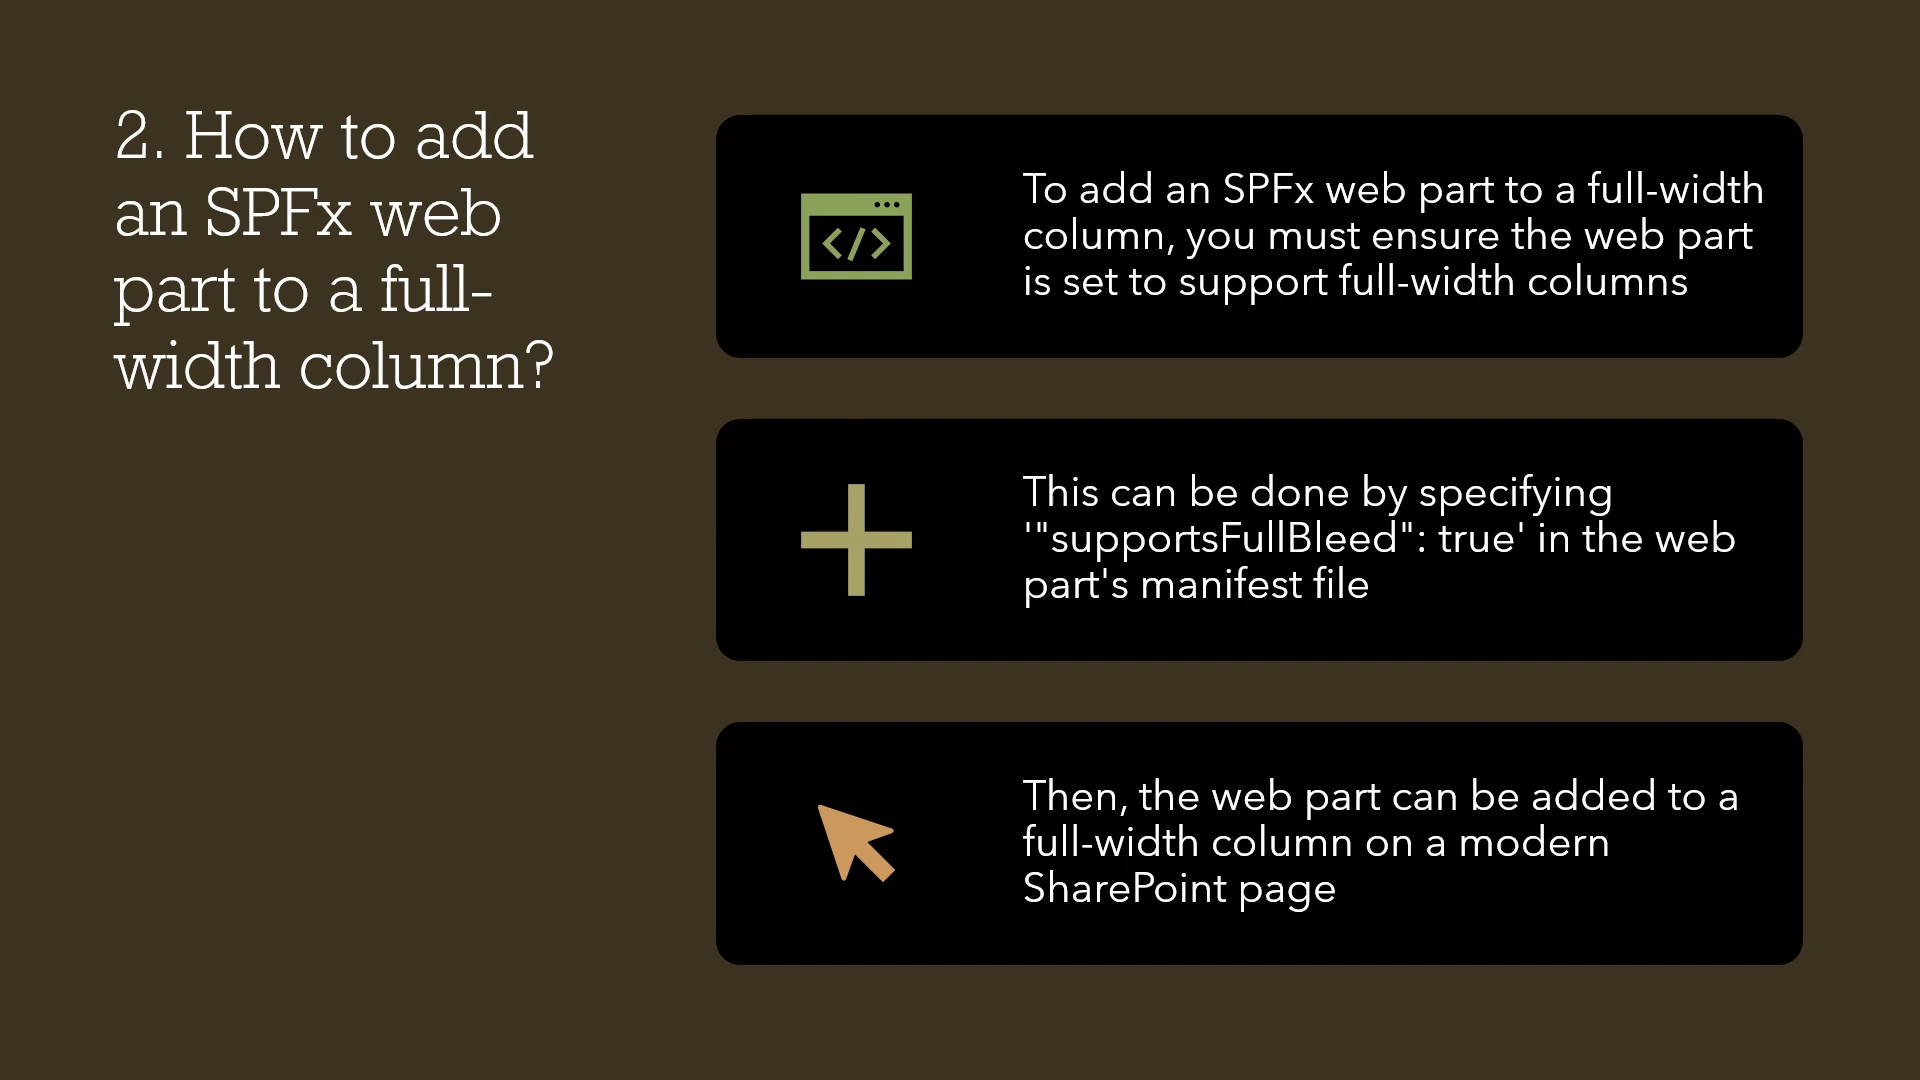 2. How to add
an SPFx web
part to a full-
width column?
To add an SPFx web part to a full-width
column, you must ensure the web part
is set to support full-width columns
This can be done by specifying
'"supportsFullBleed": true' in the web
part's manifest file
Then, the web part can be added to a
full-width column on a modern
SharePoint page